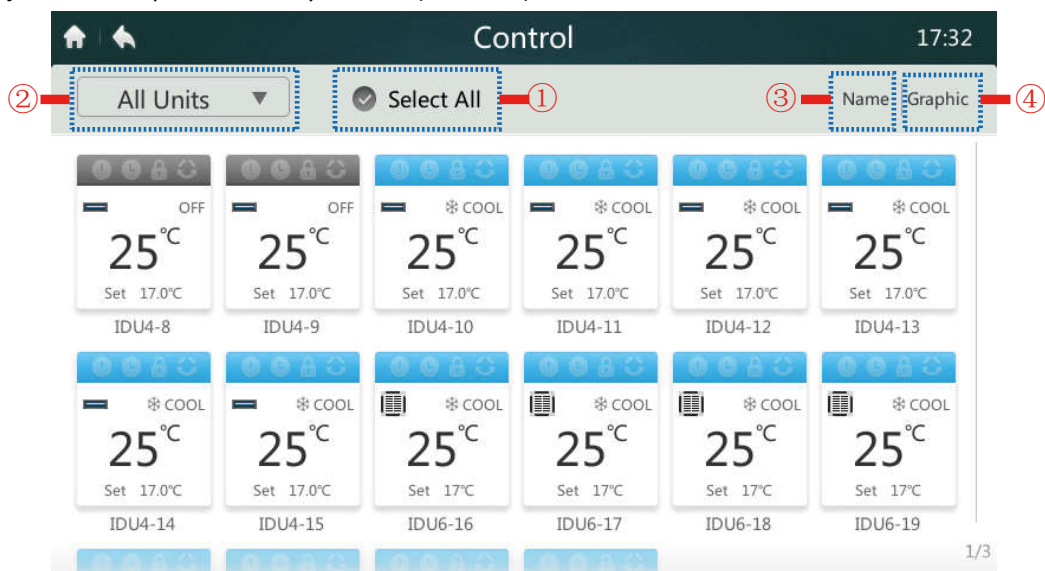 Control 17:32
② All Units ▼ Select All ① ③ Name Graphic ④
OFF OFF COOL COOL COOL COOL
25℃ 25℃ 25℃ 25℃ 25℃ 25℃
Set 17.0℃ Set 17.0℃ Set 17.0℃ Set 17.0℃ Set 17.0℃ Set 17.0℃
IDU4-8 IDU4-9 IDU4-10 IDU4-11 IDU4-12 IDU4-13
COOL COOL COOL COOL COOL COOL
25℃ 25℃ 25℃ 25℃ 25℃ 25℃
Set 17.0℃ Set 17.0℃ Set 17℃ Set 17℃ Set 17℃ Set 17℃
IDU4-14 IDU4-15 IDU6-16 IDU6-17 IDU6-18 IDU6-19
1/3